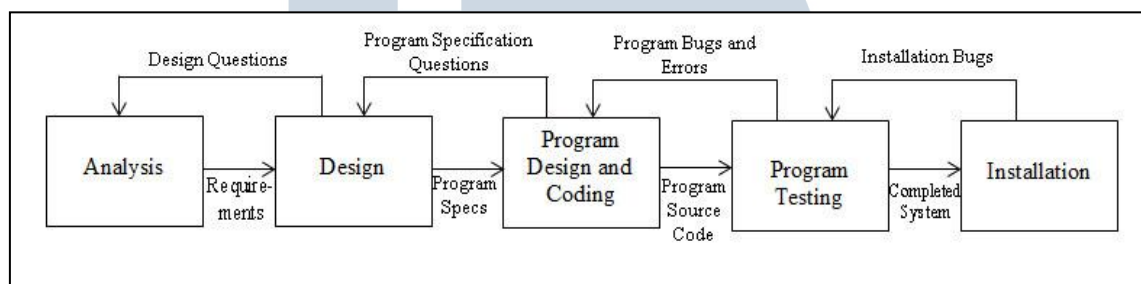 Design Questions
Program Specification
Questions
Program Bugs and
Errors
Installation Bugs
Analysis
Require-
ments
Design
Program
Specs
Program
Design and
Coding
Program
Source
Code
Program
Testing
Completed
System
Installation